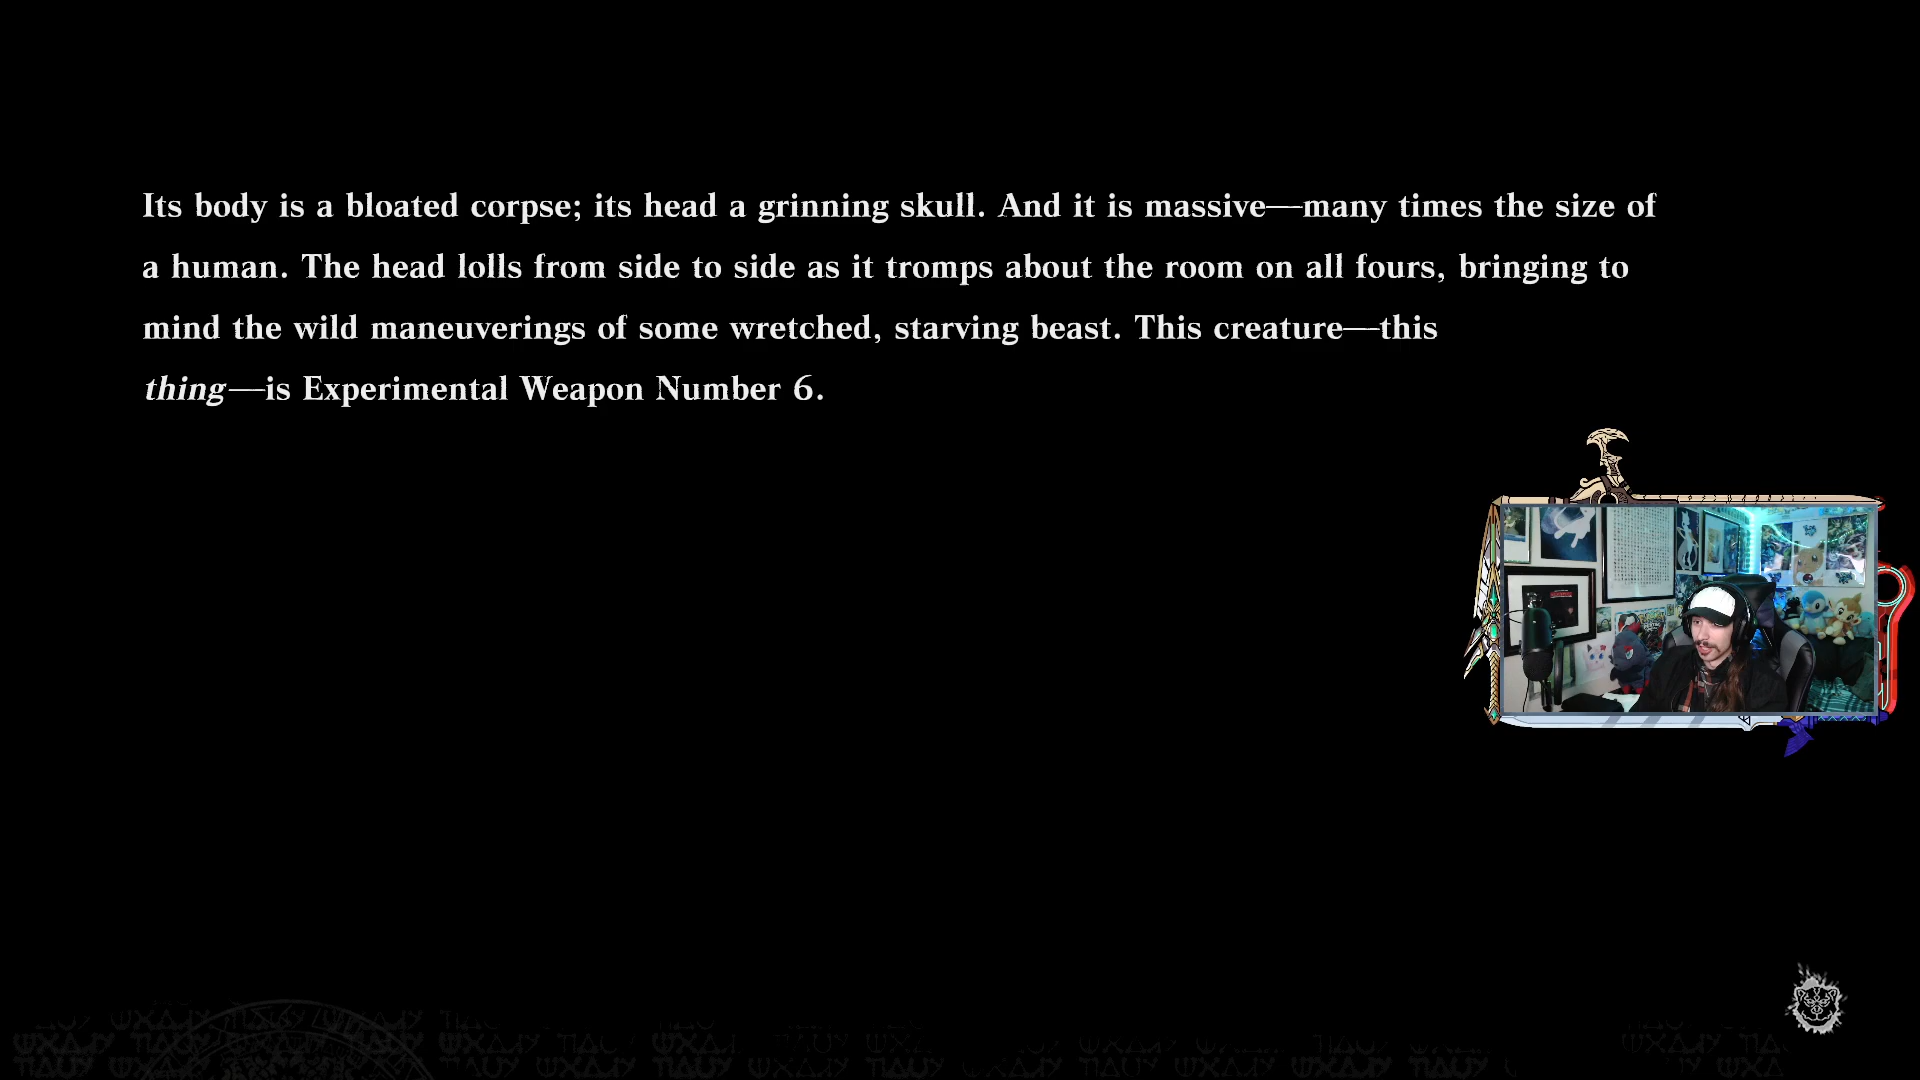 Its body is a bloated corpse; its head a grinning skull. And it is massive—many times the size of
a human. The head lolls from side to side as it tromps about the room on all fours, bringing to
mind the wild maneuverings of some wretched, starving beast. This creature—this
thing—is Experimental Weapon Number 6.